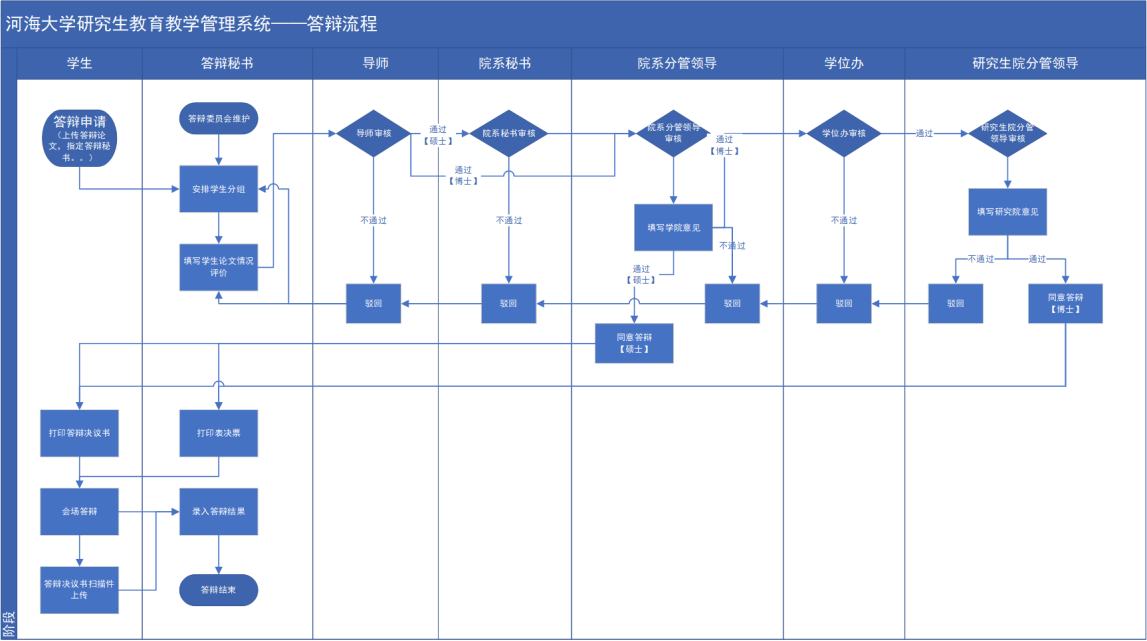 河海大学研究生教育教学管理系统——答辩流程
学生
答辩秘书
导师
院系秘书
院系分管领导
学位办
研究生院分管领导
答辩申请
（上传答辩论
文，指定答辩秘
书。。）
答辩委员会维护
导师审核
通过
【硕士】
院系秘书审核
院系分管领导
审核
通过
【博士】
学位办审核
通过
研究生院分管
领导审核
通过
【博士】
安排学生分组
不通过
不通过
填写学院意见
不通过
不通过
填写研究院意见
填写学生论文情况
评价
通过
【硕士】
不通过
通过
驳回
驳回
驳回
驳回
驳回
同意答辩
【博士】
同意答辩
【硕士】
打印答辩决议书
打印表决票
会场答辩
录入答辩结果
答辩决议书扫描件
上传
答辩结束
阶段